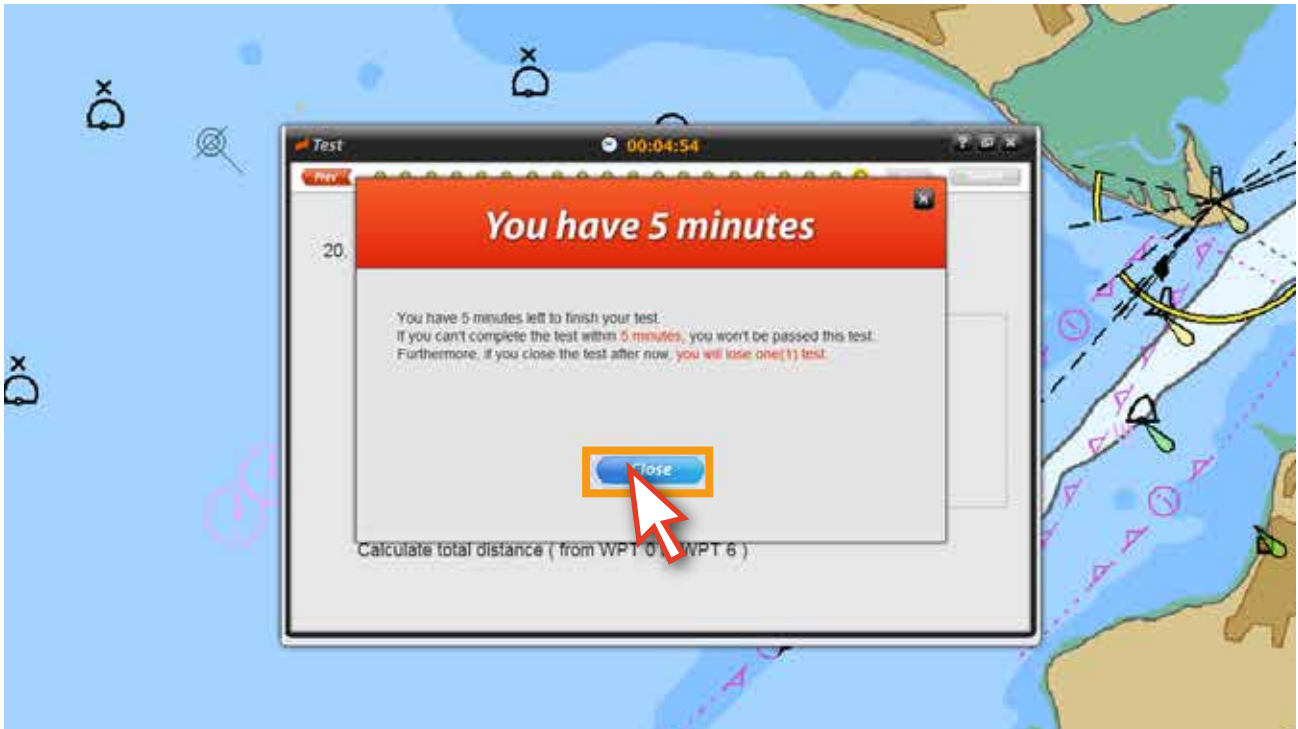 Test
00:04:54
? X
Prev
You have 5 minutes
X
20.
You have 5 minutes left to finish your test
If you can't complete the test within 5 minutes, you won't be passed this test.
Furthermore, if you close the test after now, you will lose one(1) test.
Close
Calculate total distance ( from WPT 0 WPT 6 )